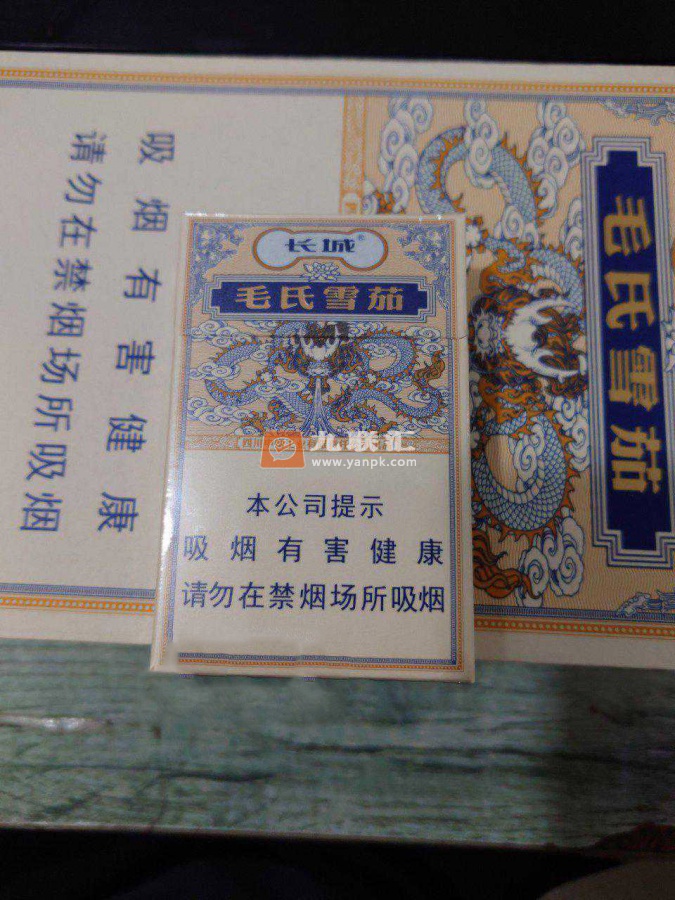 长城®
毛氏雪茄
四川
九联汇
www.yanpk.com
本公司提示
吸烟有害健康
请勿在禁烟场所吸烟
吸烟有害健康
请勿在禁烟场所吸烟
毛氏雪茄